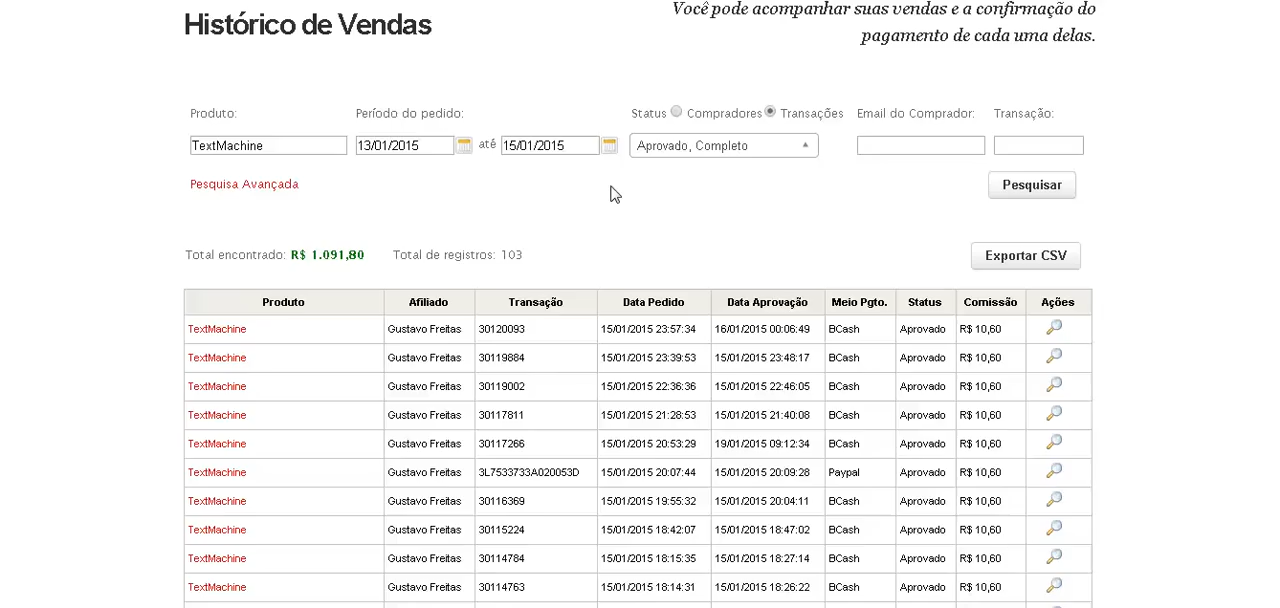 Histórico de Vendas
Você pode acompanhar suas vendas e a confirmação do
pagamento de cada uma delas.
Produto: Período do pedido: Status Compradores Transações Email do Comprador: Transação:
TextMachine 13/01/2015 até 15/01/2015 Aprovado, Completo
Pesquisa Avançada Pesquisar
Total encontrado: R$ 1.091,80 Total de registros: 103 Exportar CSV
Produto Afiliado Transação Data Pedido Data Aprovação Meio Pgto. Status Comissão Ações
TextMachine Gustavo Freitas 30120093 15/01/2015 23:57:34 16/01/2015 00:06:49 BCash Aprovado R$ 10,60
TextMachine Gustavo Freitas 30119884 15/01/2015 23:39:53 15/01/2015 23:48:17 BCash Aprovado R$ 10,60
TextMachine Gustavo Freitas 30119002 15/01/2015 22:36:36 15/01/2015 22:46:05 BCash Aprovado R$ 10,60
TextMachine Gustavo Freitas 30117811 15/01/2015 21:28:53 15/01/2015 21:40:08 BCash Aprovado R$ 10,60
TextMachine Gustavo Freitas 30117266 15/01/2015 20:53:29 19/01/2015 09:12:34 BCash Aprovado R$ 10,60
TextMachine Gustavo Freitas 3L7533733A020053D 15/01/2015 20:07:44 15/01/2015 20:09:28 Paypal Aprovado R$ 10,60
TextMachine Gustavo Freitas 30116369 15/01/2015 19:55:32 15/01/2015 20:04:11 BCash Aprovado R$ 10,60
TextMachine Gustavo Freitas 30115224 15/01/2015 18:42:07 15/01/2015 18:47:02 BCash Aprovado R$ 10,60
TextMachine Gustavo Freitas 30114784 15/01/2015 18:15:35 15/01/2015 18:27:14 BCash Aprovado R$ 10,60
TextMachine Gustavo Freitas 30114763 15/01/2015 18:14:31 15/01/2015 18:26:22 BCash Aprovado R$ 10,60